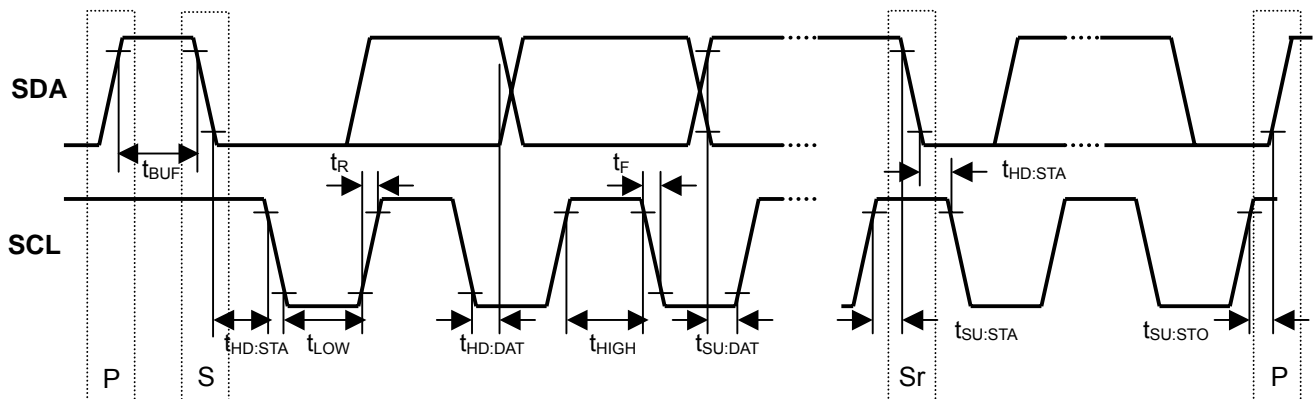 SDA
tBUF
tR
tF
tHD:STA
SCL
tHD:STA
tLOW
tHD:DAT
tHIGH
tSU:DAT
tSU:STA
tSU:STO
P
S
Sr
P